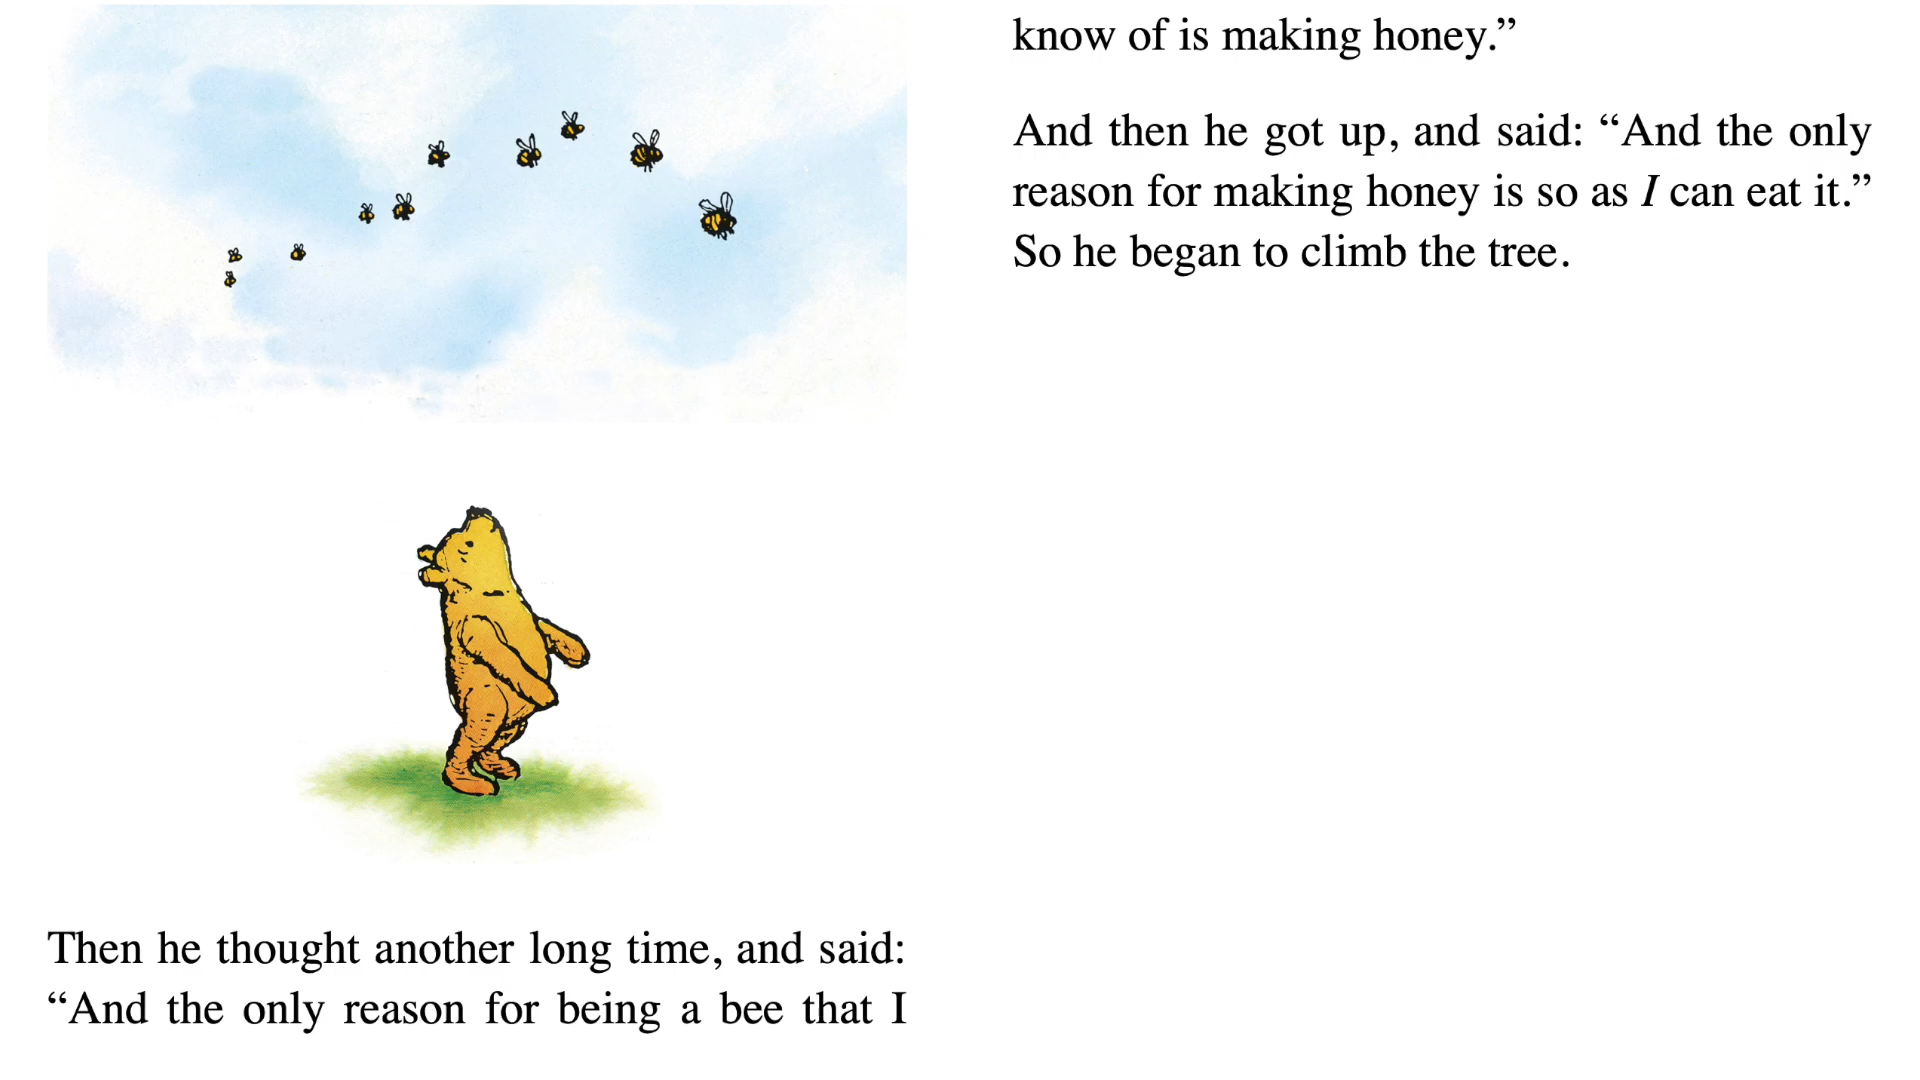 Then he thought another long time, and said:
“And the only reason for being a bee that I
know of is making honey.”
And then he got up, and said: “And the only
reason for making honey is so as I can eat it.”
So he began to climb the tree.